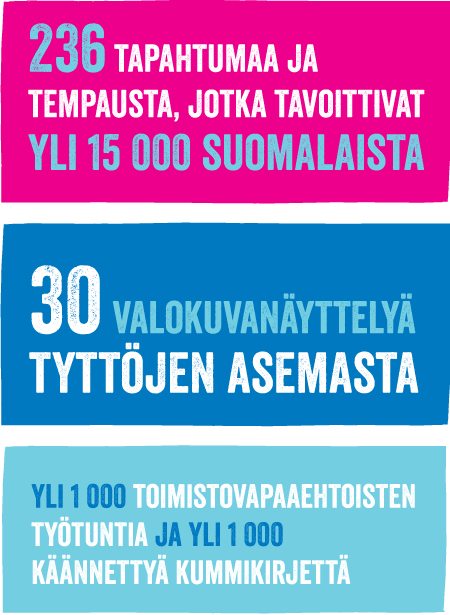 236 TAPAHTUMAA JA
TEMPAUSTA, JOTKA TAVOITTIVAT
YLI 15 000 SUOMALAISTA
30 VALOKUVANÄYTTELYÄ
TYTTÖJEN ASEMASTA
YLI 1 000 TOIMISTOVAPAAEHTOISTEN
TYÖTUNTIA JA YLI 1 000
KÄÄNNETTYÄ KUMMIKIRJETTÄ